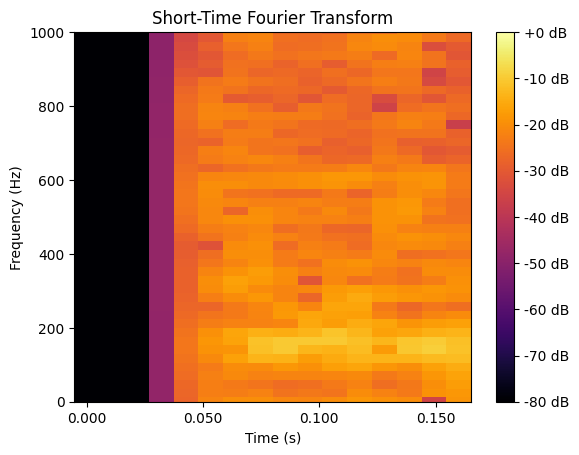 Short-Time Fourier Transform
1000
800
600
400
200
0
Frequency (Hz)
0.000
0.050
0.100
0.150
Time (s)
+0 dB
-10 dB
-20 dB
-30 dB
-40 dB
-50 dB
-60 dB
-70 dB
-80 dB